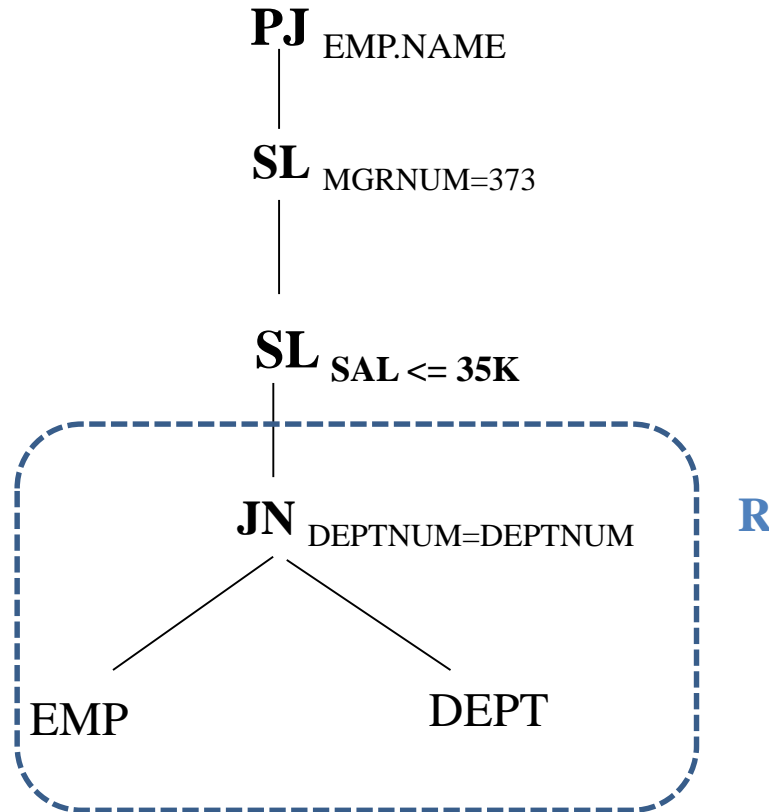 PJ EMP.NAME
SL MGRNUM=373
SL SAL <= 35K
JN DEPTNUM=DEPTNUM
R
EMP
DEPT